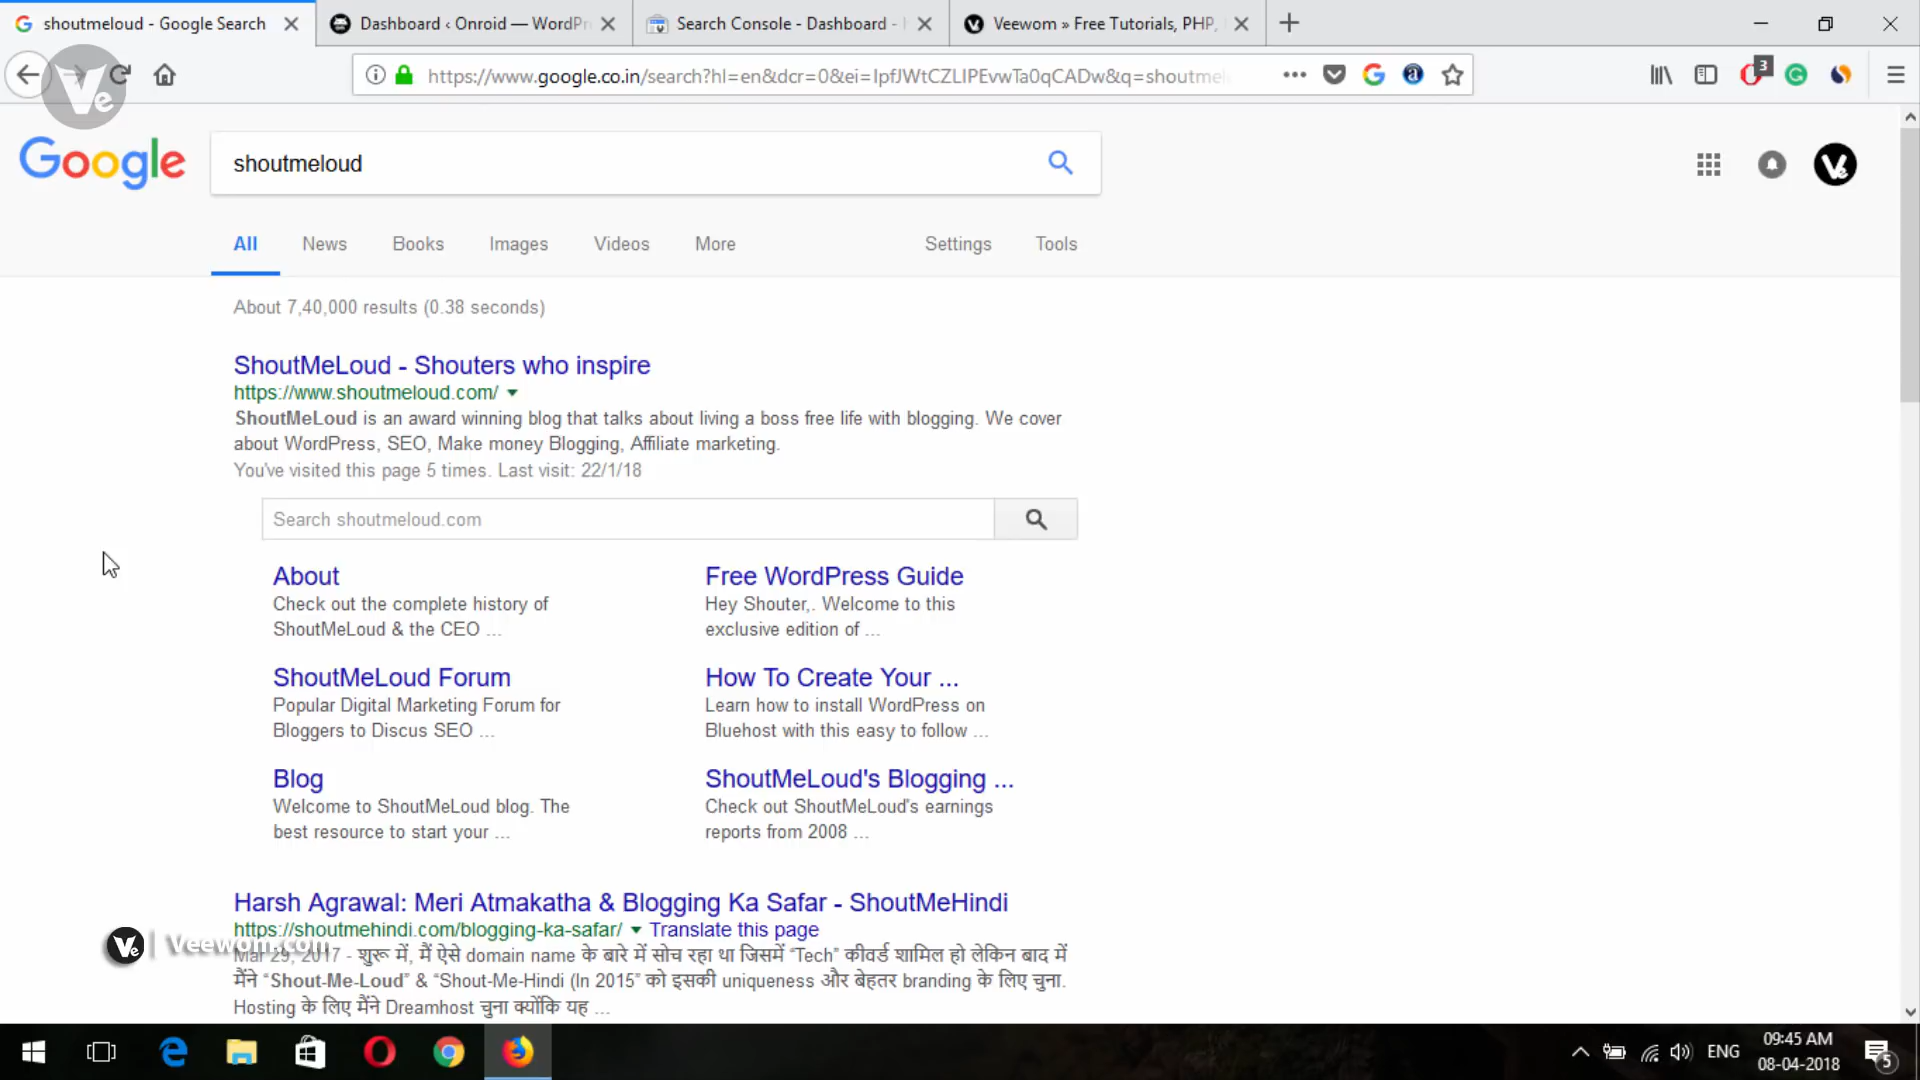 shoutmeloud - Google Search
Dashboard ‹ Onroid — WordPr
Search Console - Dashboard -
Veewom » Free Tutorials, PHP,
https://www.google.co.in/search?hl=en&dcr=0&ei=IpfJWtCZLIPEvwTa0qCADw&q=shoutme
3
Google
shoutmeloud
All
News
Books
Images
Videos
More
Settings
Tools
About 7,40,000 results (0.38 seconds)
ShoutMeLoud - Shouters who inspire
https://www.shoutmeloud.com/
ShoutMeLoud is an award winning blog that talks about living a boss free life with blogging. We cover
about WordPress, SEO, Make money Blogging, Affiliate marketing.
You've visited this page 5 times. Last visit: 22/1/18
Search shoutmeloud.com
About
Check out the complete history of
ShoutMeLoud & the CEO ...
Free WordPress Guide
Hey Shouter,. Welcome to this
exclusive edition of ...
ShoutMeLoud Forum
Popular Digital Marketing Forum for
Bloggers to Discus SEO ...
How To Create Your ...
Learn how to install WordPress on
Bluehost with this easy to follow ...
Blog
Welcome to ShoutMeLoud blog. The
best resource to start your ...
ShoutMeLoud's Blogging ...
Check out ShoutMeLoud's earnings
reports from 2008 ...
Harsh Agrawal: Meri Atmakatha & Blogging Ka Safar - ShoutMeHindi
https://shoutmehindi.com/blogging-ka-safar/ Translate this page
Veewom.com
Mar 29, 2017 - शुरू में, मैं ऐसे domain name के बारे में सोच रहा था जिसमें “Tech” कीवर्ड शामिल हो लेकिन बाद में
मैंने “Shout-Me-Loud” & “Shout-Me-Hindi (In 2015” को इसकी uniqueness और बेहतर branding के लिए चुना.
Hosting के लिए मैंने Dreamhost चुना क्योंकि यह ...
ENG
09:45 AM
08-04-2018
5